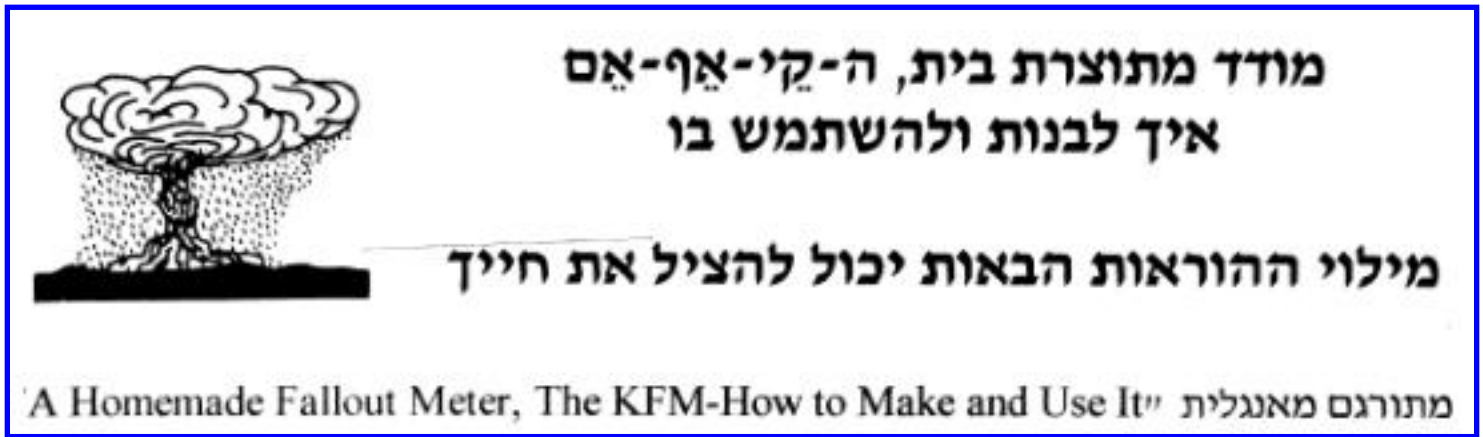 מודד מתוצרת בית, ה-קֵי-אֵף-אֵם
איך לבנות ולהשתמש בו
מילוי ההוראות הבאות יכול להציל את חייך
מתורגם מאנגלית "A Homemade Fallout Meter, The KFM-How to Make and Use It"